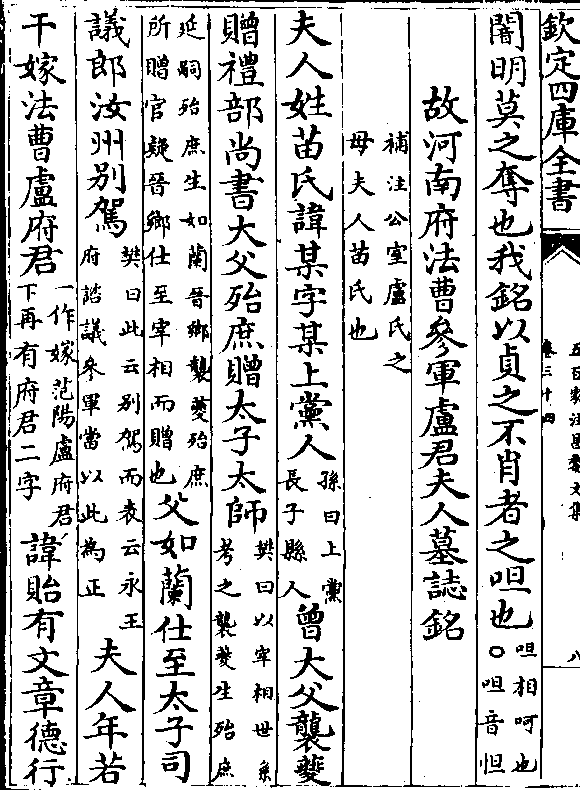 欽定四庫全書
五百家注昌黎文集
卷三十四
八
闇明莫之奪也我銘以貞之不肖者之呾也呾相呵也○呾音怛
故河南府法曹參軍盧君夫人墓誌銘
補注公室盧氏之
母夫人苗氏也
夫人姓苗氏諱某字某上黨人孫曰上黨長子縣人曾大父襲夔
贈禮部尚書大父殆庶贈太子太師樊曰以宰相世系考之襲夔生殆庶
延嗣殆庶生如蘭晉卿襲夔殆庶所贈官疑晉卿仕至宰相而贈也父如蘭仕至太子司
議郎汝州別駕樊曰此云別駕而表云永王府諮議參軍當以此為正夫人年若
干嫁法曹盧府君一作嫁范陽盧府君下再有府君二字諱貽有文章德行